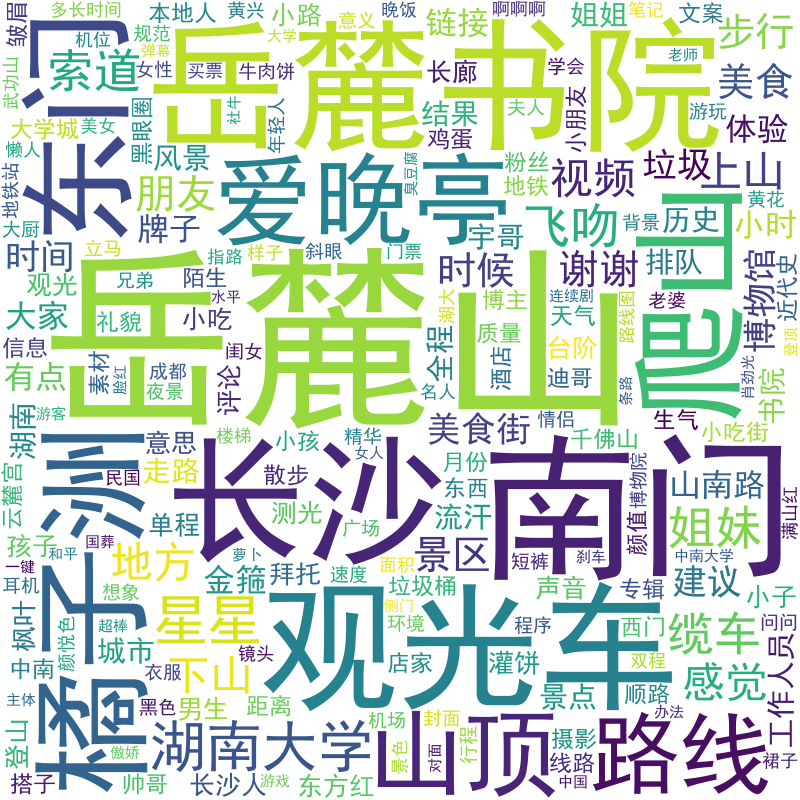 皱眉
武功山
多长时间
本地人
规范
机位
黄兴
弹幕
小路
意义
大学
晚饭
链接
啊啊啊
姐姐
笔记
文案
步行
东门
索道
女性
买票
牛肉饼
岳麓书院
长廊
学会
老师
美食
大学城
美女
黑眼圈
社牛
年轻人
结果
夫人
小朋友
游玩
体验
懒人
地铁站
风景
鸡蛋
臭豆腐
粉丝
地铁
视频
垃圾
上山
大厨
朋友
爱晚亭
飞吻
背景
历史
黄花
小时
时间
牌子
立马
指路
样子
斜眼
门票
时候
宇哥
谢谢
排队
博物馆
近代史
观光
兄弟
陌生
水平
岳麓山
湖大
博主
连续剧
路线图
老婆
爬山
大家
礼貌
小吃
质量
天气
登顶
信息
素材
成都
闺女
全程
酒店
台阶
迪哥
肖劲光
有点
脸红
夜景
评论
名人
条路
书院
湖南
游客
意思
楼梯
小孩
精华
女人
美食街
情侣
千佛山
生气
小吃街
橘子洲
云麓宫
民国
走路
散步
长沙
月份
东西
南门
颜值
博物院
山南路
满山红
孩子
国葬
和平
单程
测光
广场
流汗
一键
耳机
想象
地方
金箍
萝卜
拜托
速度
面积
景区
短裤
刹车
中南大学
姐妹
枫叶
颜悦色
超棒
星星
观光车
侧门
垃圾桶
声音
专辑
建议
小子
中南
城市
镜头
环境
程序
西门
缆车
问问
主体
衣服
下山
店家
灌饼
双程
感觉
工作人员
登山
黑色
男生
距离
机场
封面
景点
顺路
傲娇
湖南大学
山顶
景色
对面
行程
摄影
线路
路线
办法
裙子
搭子
帅哥
长沙人
游戏
东方红
中国